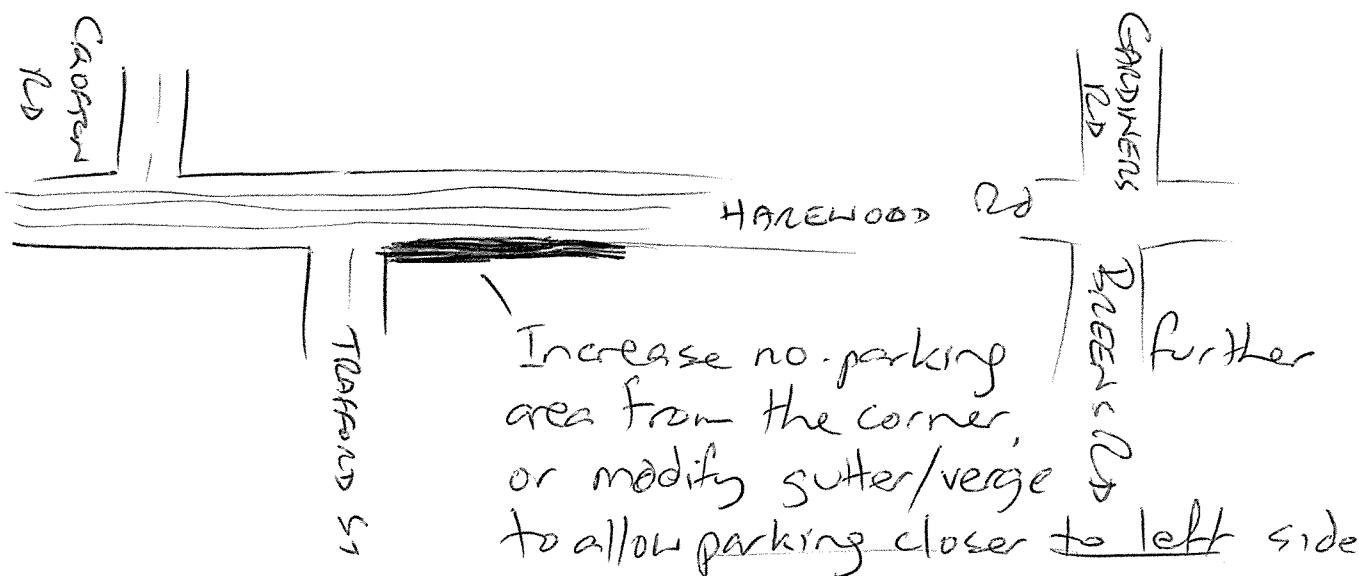 CROFTON
RD
GARDINERS
RD
HAREWOOD Rd
TRAFFORD ST
BREENS RD
Increase no-parking further
area from the corner,
or modify gutter/verge
to allow parking closer to left side